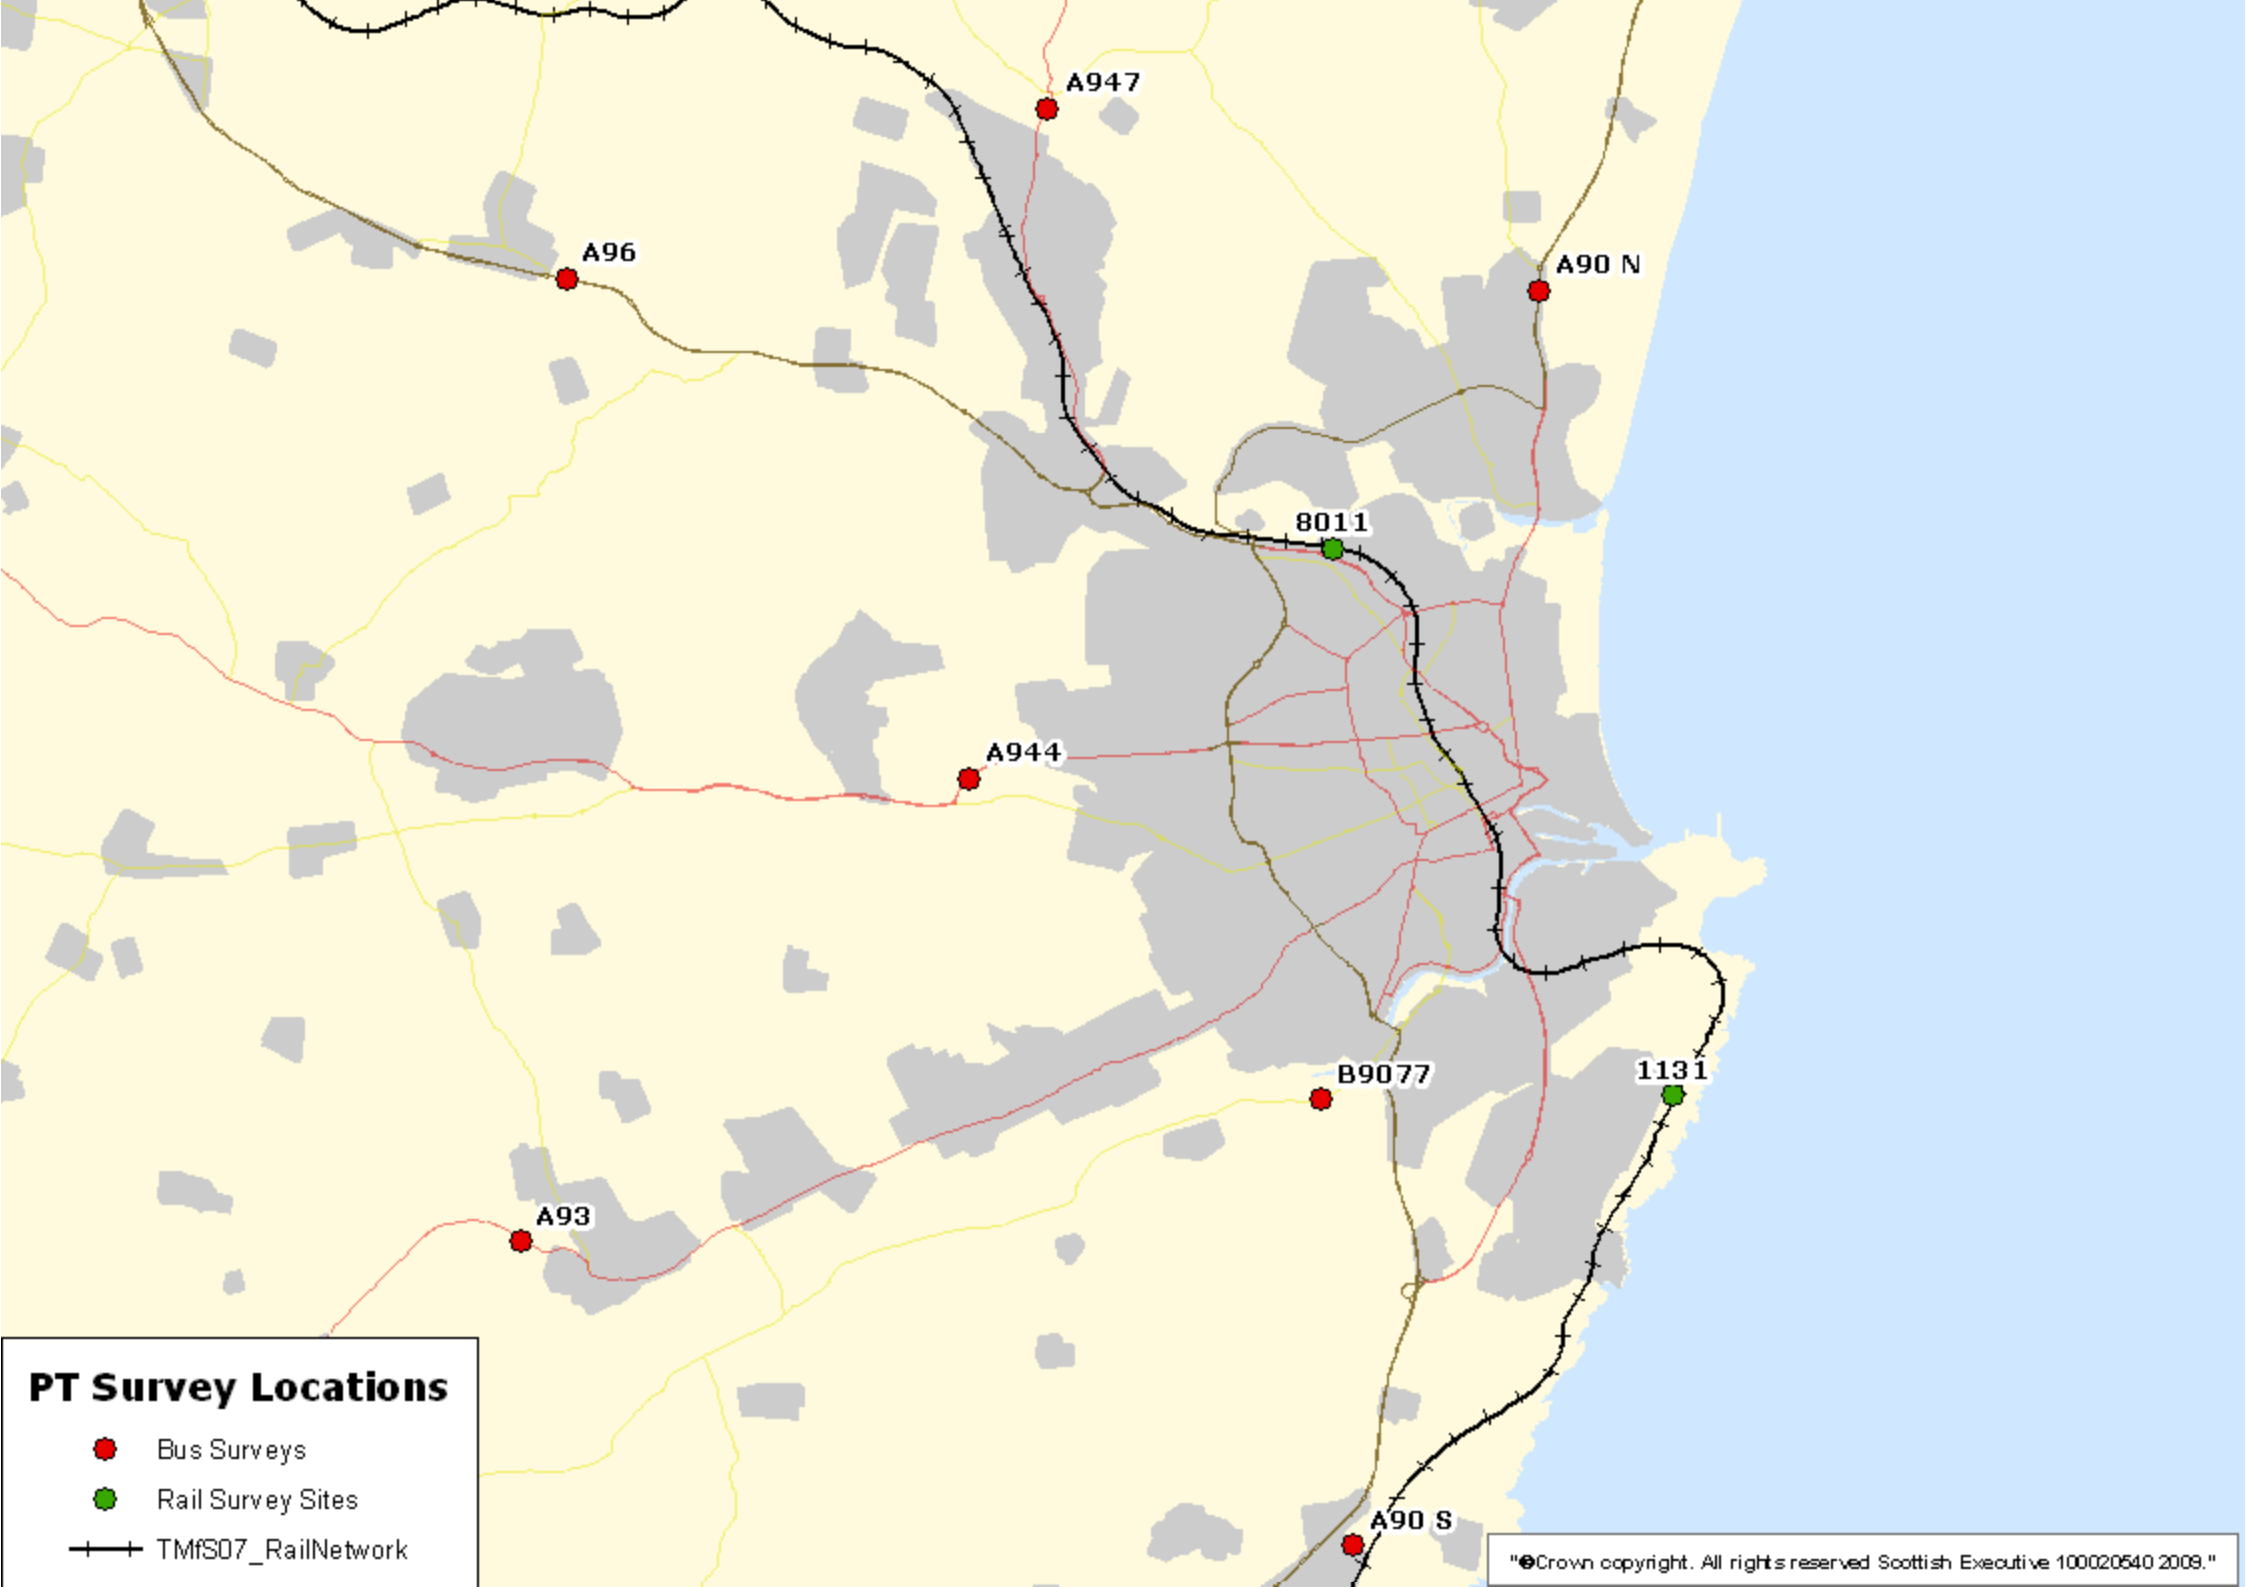 A947
A96
A90 N
8011
A944
B9077
1131
A93
PT Survey Locations
Bus Surveys
Rail Survey Sites
TMfS07_RailNetwork
A90 S
"©Crown copyright. All rights reserved Scottish Executive 100020540 2009."